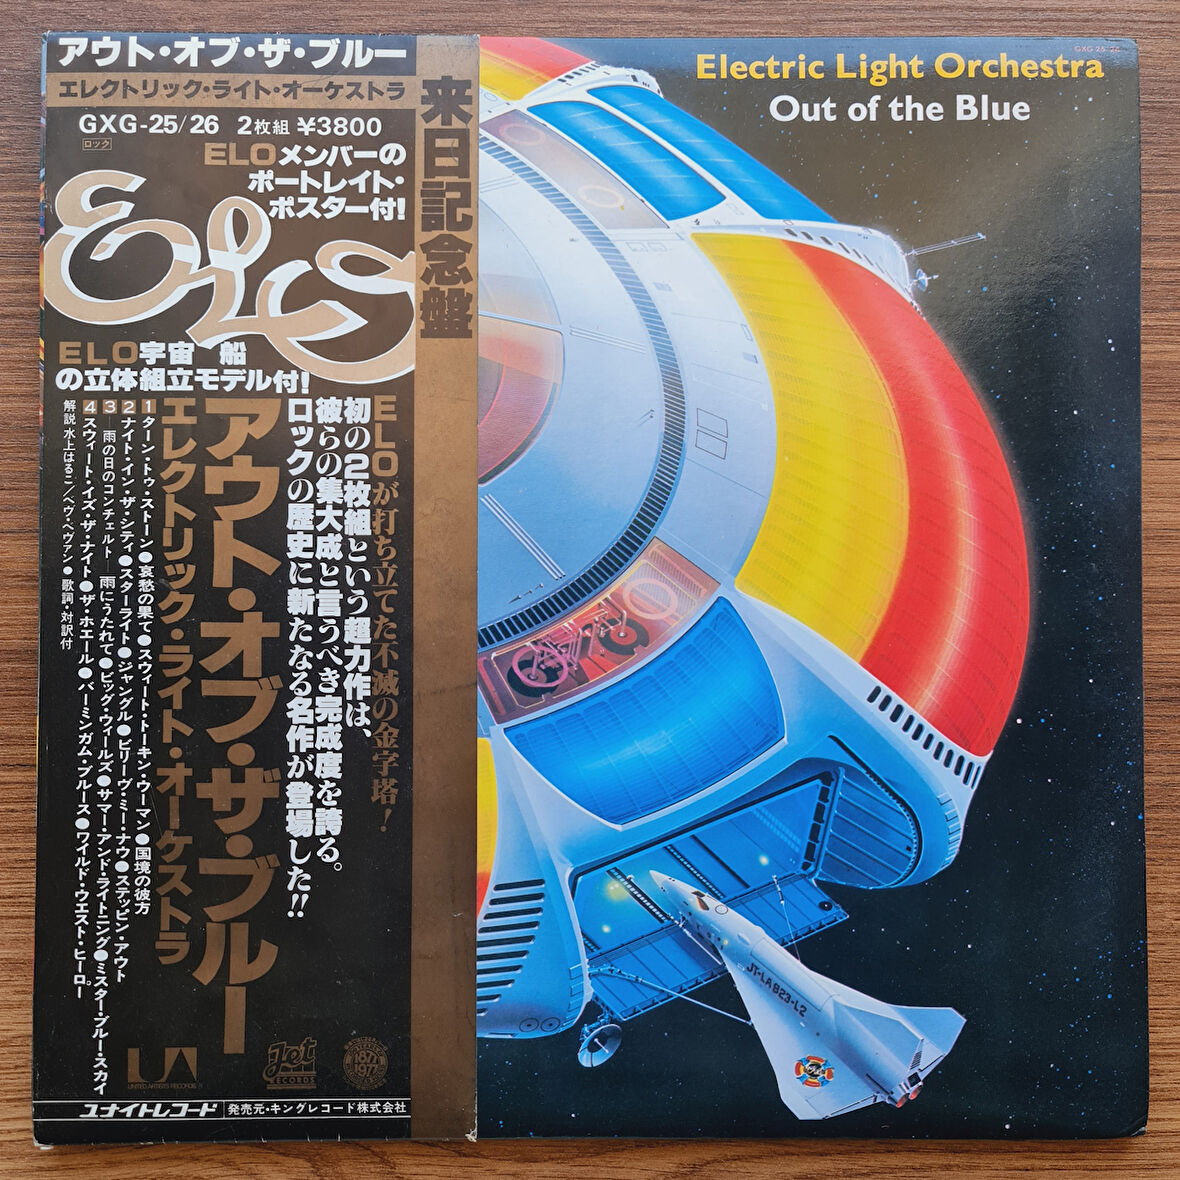 アウト・オブ・ザ・ブルー
エレクトリック・ライト・オーケストラ
GXG-25/26 2枚組 ¥3800
ロック
ELOメンバーの
ポートレイト・
ポスター付!
ELO
ELO宇宙船
の立体組立モデル付!
来日記念盤
ELOが打ち立てた不滅の金字塔!
初の2枚組という超力作は、
彼らの集大成と言うべき完成度を誇る。
ロックの歴史に新たなる名作が登場した!!
アウト・オブ・ザ・ブルー
エレクトリック・ライト・オーケストラ
1ターン・トゥ・ストーン●哀愁の果て●スウィート・トーキン・ウーマン●国境の彼方
2ナイト・イン・ザ・シティ●スターライト●ジャングル●ビリーヴ・ミー・ナウ●ステッピン・アウト
3―雨の日のコンチェルト―雨にうたれて●ビッグ・ウィールズ●サマー・アンド・ライトニング●ミスター・ブルー・スカイ
4スウィート・イズ・ザ・ナイト●ザ・ホエール●バーミンガム・ブルース●ワイルド・ウエスト・ヒーロー
解説 水上はるこ/ベヴ・ベヴァン●歌詞・対訳付
UA
UNITED ARTISTS RECORDS
Jet
RECORDS
1877
1977
ユナイトレコード 発売元・キングレコード株式会社
GXG-25/26
Electric Light Orchestra
Out of the Blue
JT-LA823-L2